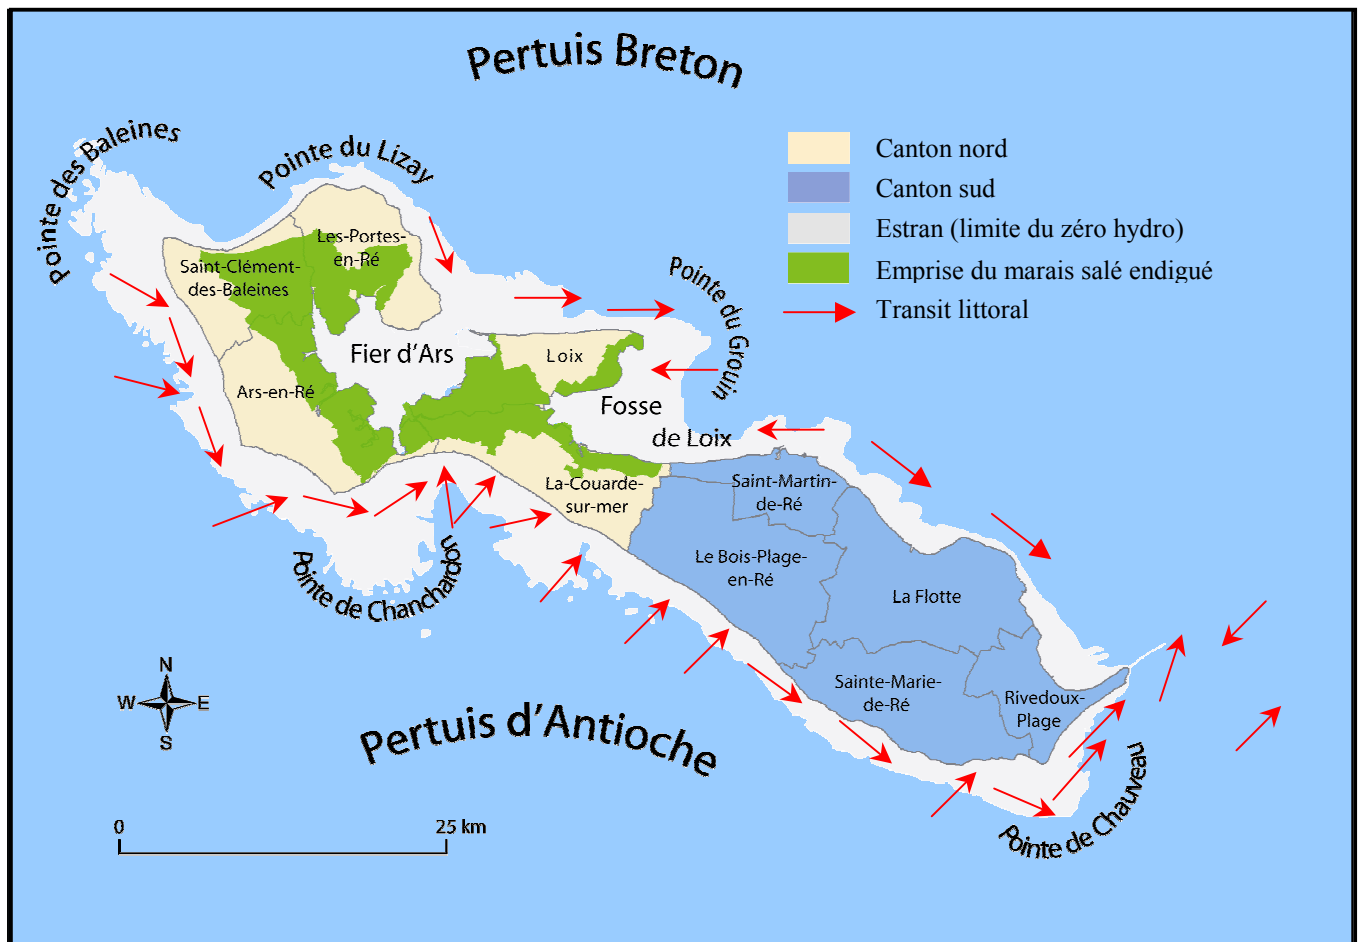 Pertuis Breton
Pointe des Baleines
Pointe du Lizay
Canton nord
Canton sud
Estran (limite du zéro hydro)
Emprise du marais salé endigué
Transit littoral
Les-Portes-
en-Ré
Saint-Clément-
des-Baleines
Pointe du Grouin
Fier d'Ars
Loix
Ars-en-Ré
Fosse
de Loix
La-Couarde-
sur-mer
Saint-Martin-
de-Ré
Le Bois-Plage-
en-Ré
La Flotte
Pointe de Chanchardon
Sainte-Marie-
de-Ré
Rivedoux-
Plage
N
W
E
S
Pertuis d'Antioche
Pointe de Chauveau
0
25 km